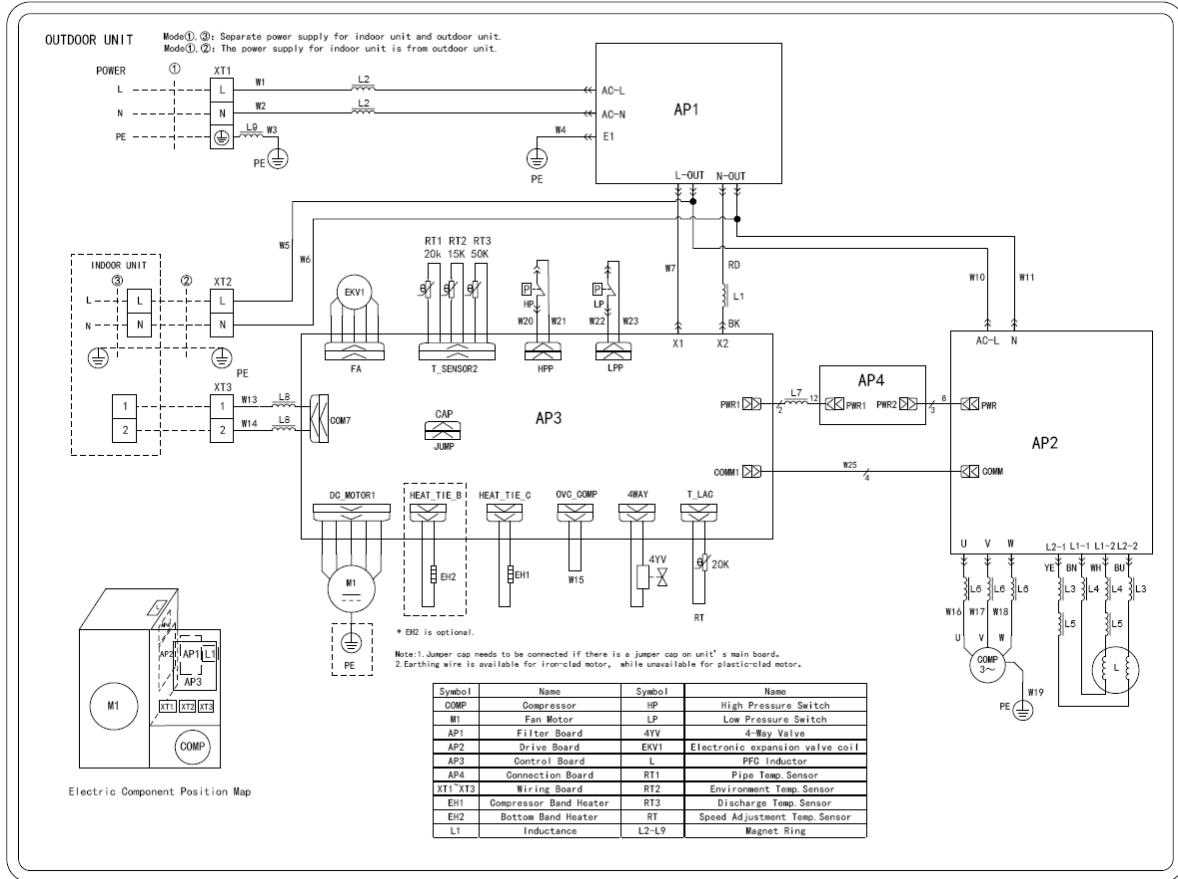 OUTDOOR UNIT
Mode①, ③: Separate power supply for indoor unit and outdoor unit.
Mode①, ②: The power supply for indoor unit is from outdoor unit.
POWER ① XT1
L L W1 L2 AC-L
N N W2 L2 AC-N
PE L9 W3 W4 E1
PE PE
AP1
L-OUT N-OUT
W5 W6 W7 RD L1 BK W10 W11
INDOOR UNIT
③ ② XT2
L L L
N N N
PE
EKV1
RT1 RT2 RT3
20k 15K 50K
θ θ θ
P P
HP LP
W20 W21 W22 W23
X1 X2
FA T_SENSOR2 HPP LPP
XT3
1 1 W13 L8
2 2 W14 L8
COM7
CAP
JUMP
AP3
PWR1 2 L7 12 PWR1
AP4
PWR2 3 8 PWR
AC-L N
AP2
COMM1 W25 4 COMM
DC_MOTOR1 HEAT_TIE_B HEAT_TIE_C OVC_COMP 4WAY T_LAC
M1 EH2 EH1 W15 4YV θ 20K
RT
PE
U V W L2-1 L1-1 L1-2 L2-2
YE BN WH BU
L6 L6 L6 L3 L4 L4 L3
W16 W17 W18 L5 L5
U V W
COMP
3~
L
W19
PE
* EH2 is optional.
Note:1.Jumper cap needs to be connected if there is a jumper cap on unit's main board.
2.Earthing wire is available for iron-clad motor, while unavailable for plastic-clad motor.
L
AP2 AP1 L1
AP3
M1 XT1 XT2 XT3
COMP
Electric Component Position Map
Symbol Name Symbol Name
COMP Compressor HP High Pressure Switch
M1 Fan Motor LP Low Pressure Switch
AP1 Filter Board 4YV 4-Way Valve
AP2 Drive Board EKV1 Electronic expansion valve coil
AP3 Control Board L PFC Inductor
AP4 Connection Board RT1 Pipe Temp.Sensor
XT1~XT3 Wiring Board RT2 Environment Temp.Sensor
EH1 Compressor Band Heater RT3 Discharge Temp.Sensor
EH2 Bottom Band Heater RT Speed Adjustment Temp.Sensor
L1 Inductance L2-L9 Magnet Ring